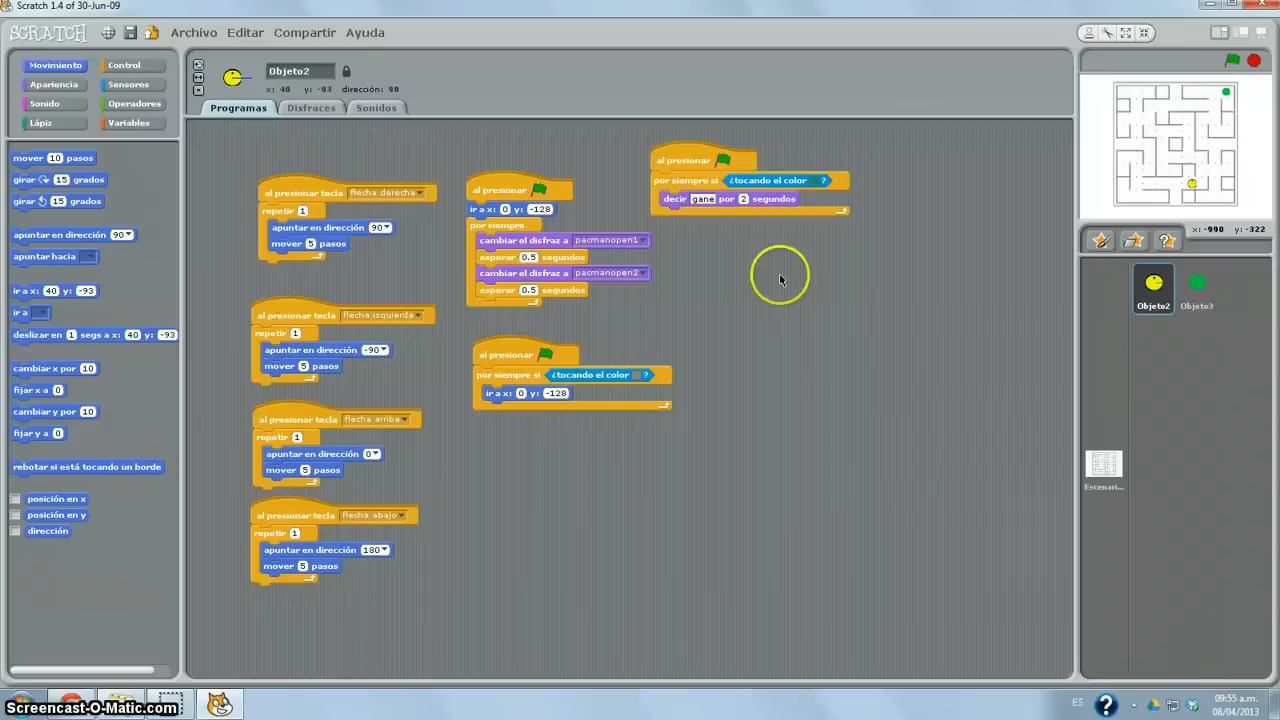 Scratch 1.4 of 30-Jun-09
SCRATCH Archivo Editar Compartir Ayuda
Movimiento Control
Apariencia Sensores
Sonido Operadores
Lápiz Variables
Objeto2
x: 40 y: -93 dirección: 90
Programas Disfraces Sonidos
mover 10 pasos
girar 15 grados
girar 15 grados
apuntar en dirección 90
apuntar hacia
ir a x: 40 y: -93
ir a
deslizar en 1 segs a x: 40 y: -93
cambiar x por 10
fijar x a 0
cambiar y por 10
fijar y a 0
rebotar si está tocando un borde
posición en x
posición en y
dirección
al presionar tecla flecha derecha
repetir 1
apuntar en dirección 90
mover 5 pasos
al presionar tecla flecha izquierda
repetir 1
apuntar en dirección -90
mover 5 pasos
al presionar tecla flecha arriba
repetir 1
apuntar en dirección 0
mover 5 pasos
al presionar tecla flecha abajo
repetir 1
apuntar en dirección 180
mover 5 pasos
al presionar
ir a x: 0 y: -128
por siempre
cambiar el disfraz a pacmanopen1
esperar 0.5 segundos
cambiar el disfraz a pacmanopen2
esperar 0.5 segundos
al presionar
por siempre si ¿tocando el color ?
ir a x: 0 y: -128
al presionar
por siempre si ¿tocando el color ?
decir gane por 2 segundos
x: -990 y: -322
Objeto2 Objeto3
Escenari...
Screencast-O-Matic.com
ES ?
09:55 a.m.
08/04/2013